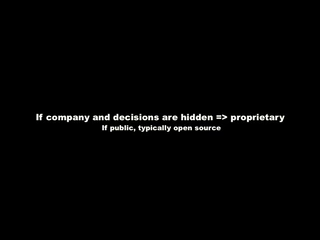 If company and decisions are hidden => proprietary
If public, typically open source